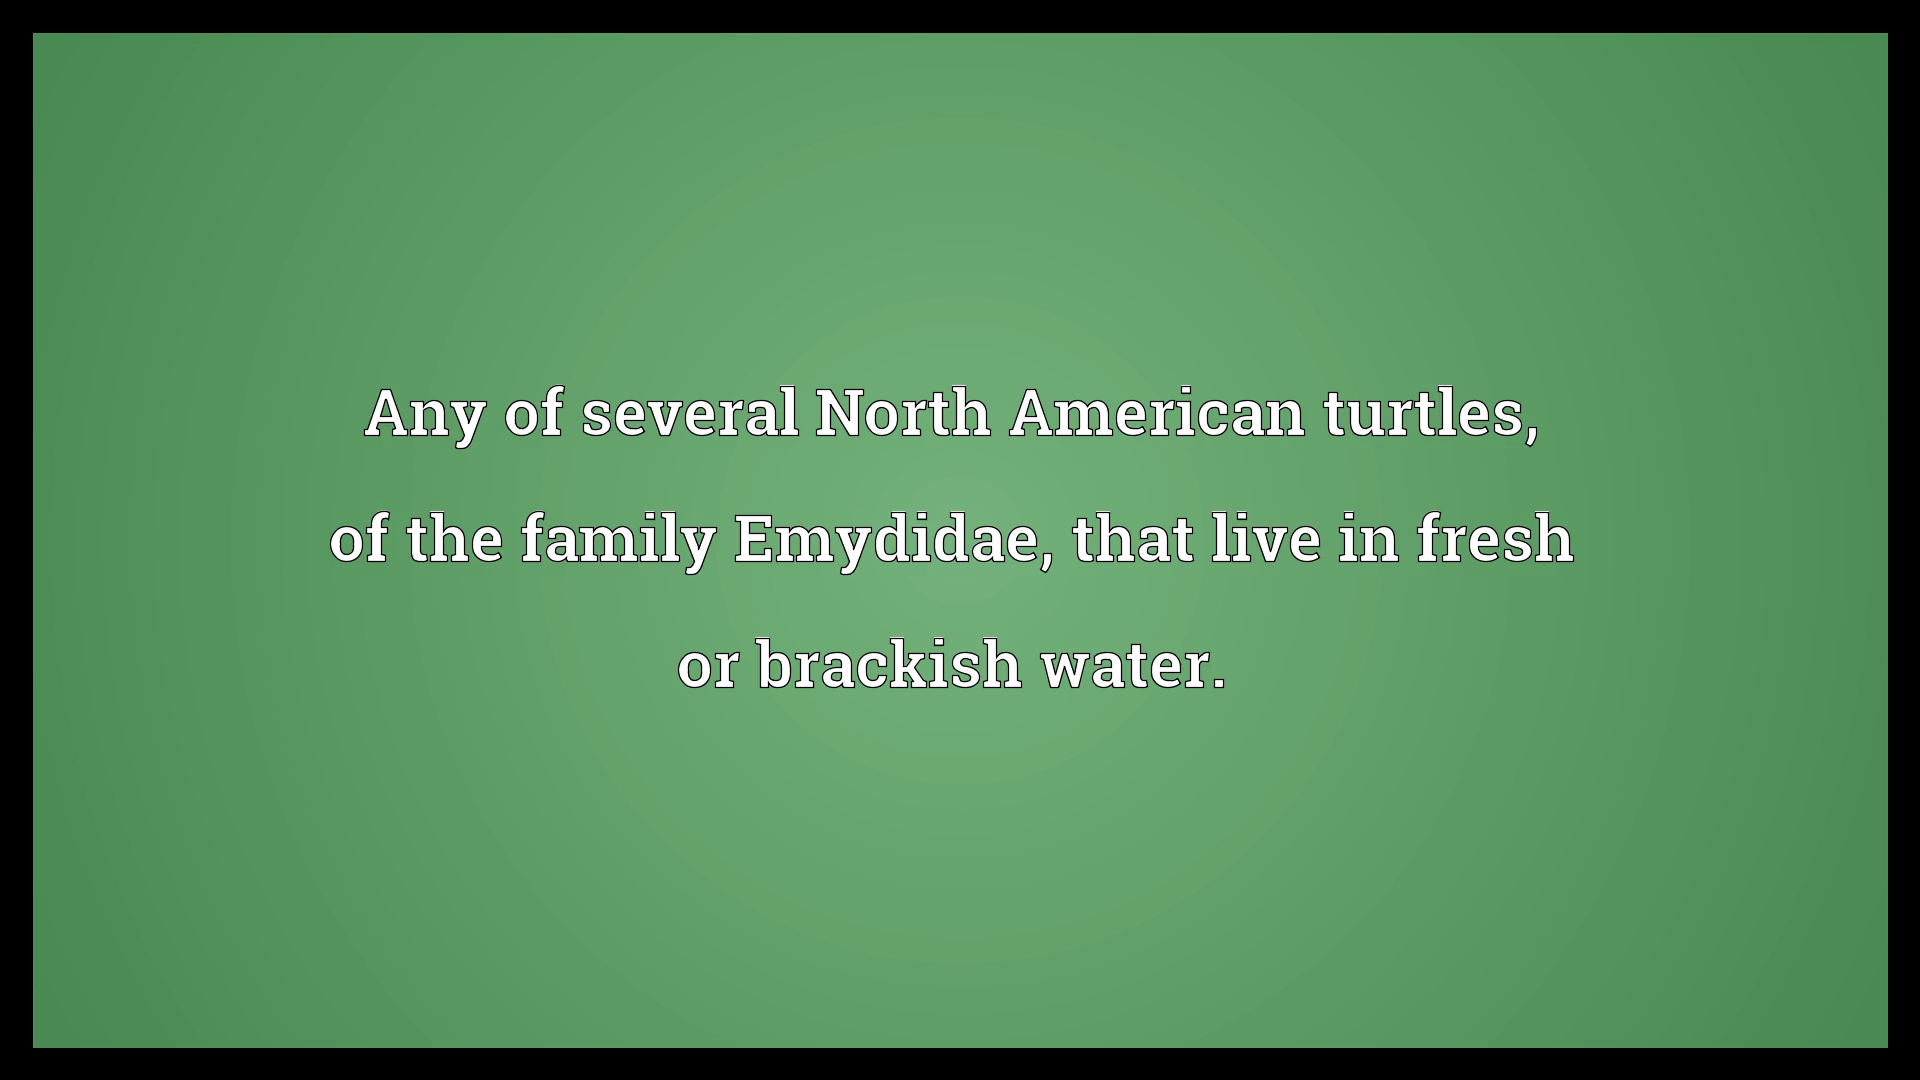 Any of several North American turtles,
of the family Emydidae, that live in fresh
or brackish water.